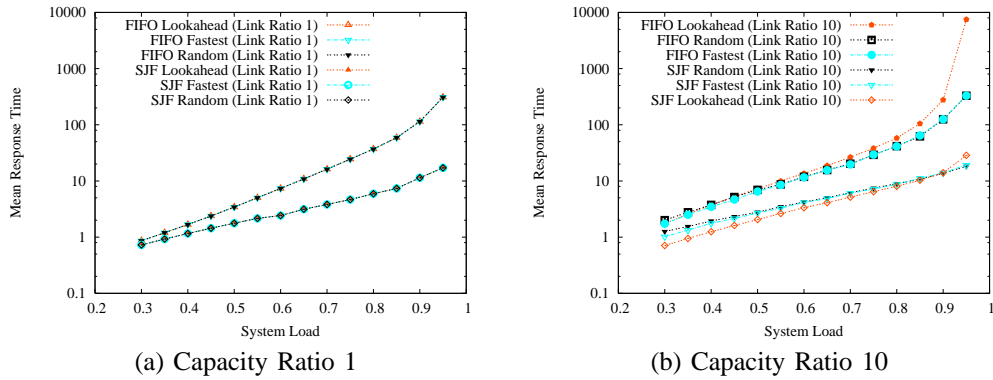 10000
1000
100
10
1
0.1
Mean Response Time
FIFO Lookahead (Link Ratio 1)
FIFO Fastest (Link Ratio 1)
FIFO Random (Link Ratio 1)
SJF Lookahead (Link Ratio 1)
SJF Fastest (Link Ratio 1)
SJF Random (Link Ratio 1)
0.2 0.3 0.4 0.5 0.6 0.7 0.8 0.9 1
System Load
(a) Capacity Ratio 1
10000
1000
100
10
1
0.1
Mean Response Time
FIFO Lookahead (Link Ratio 10)
FIFO Random (Link Ratio 10)
FIFO Fastest (Link Ratio 10)
SJF Random (Link Ratio 10)
SJF Fastest (Link Ratio 10)
SJF Lookahead (Link Ratio 10)
0.2 0.3 0.4 0.5 0.6 0.7 0.8 0.9 1
System Load
(b) Capacity Ratio 10